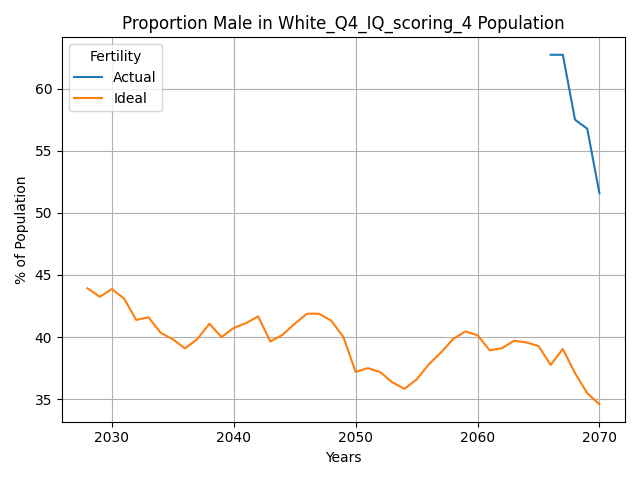 Proportion Male in White_Q4_IQ_scoring_4 Population
Fertility
Actual
Ideal
% of Population
60
55
50
45
40
35
2030
2040
2050
2060
2070
Years